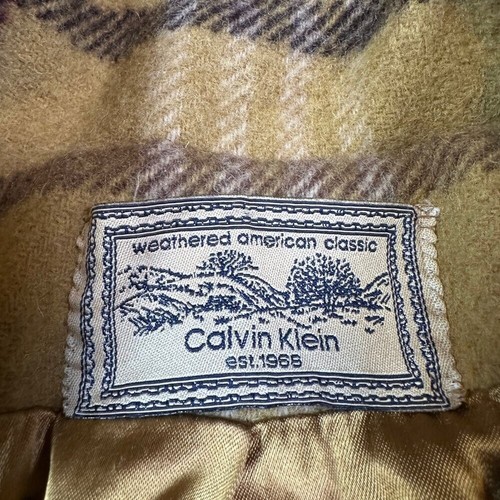 weathered american classic
Calvin Klein
est.1968